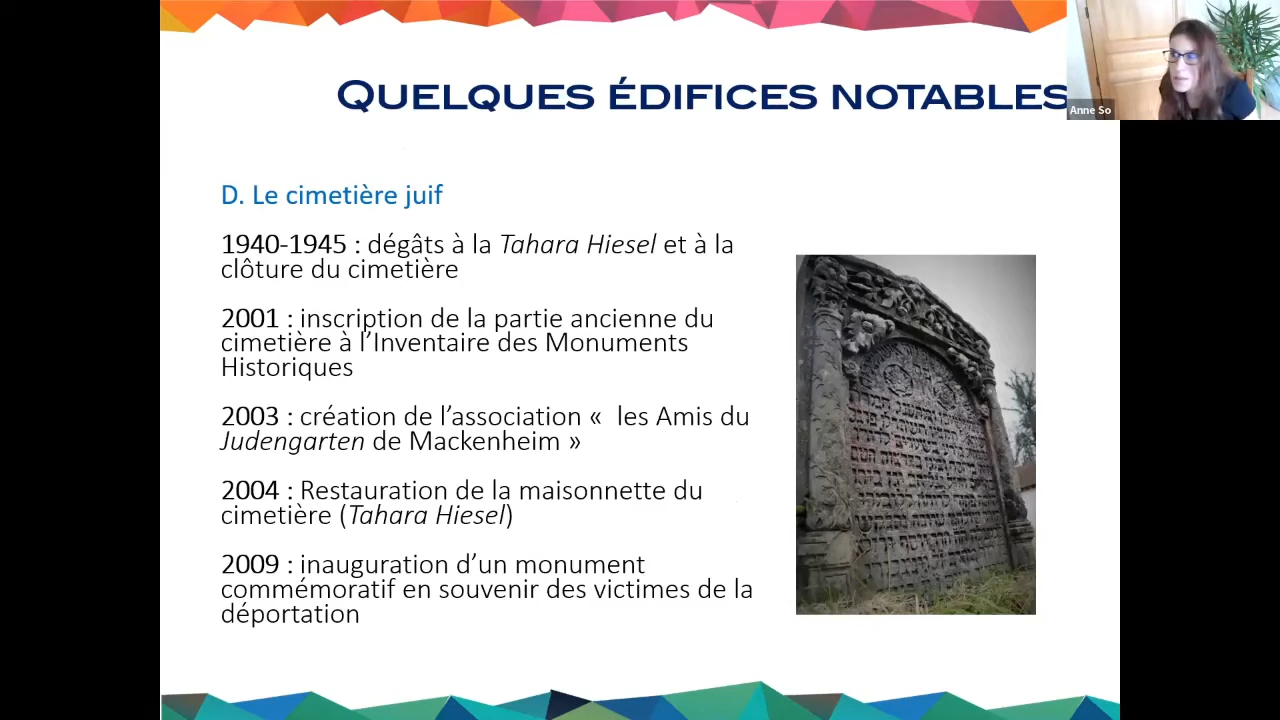 QUELQUES ÉDIFICES NOTABLES
Anne So
D. Le cimetière juif
1940-1945 : dégâts à la Tahara Hiesel et à la
clôture du cimetière
2001 : inscription de la partie ancienne du
cimetière à l’Inventaire des Monuments
Historiques
2003 : création de l’association «  les Amis du
Judengarten de Mackenheim »
2004 : Restauration de la maisonnette du
cimetière (Tahara Hiesel)
2009 : inauguration d’un monument
commémoratif en souvenir des victimes de la
déportation